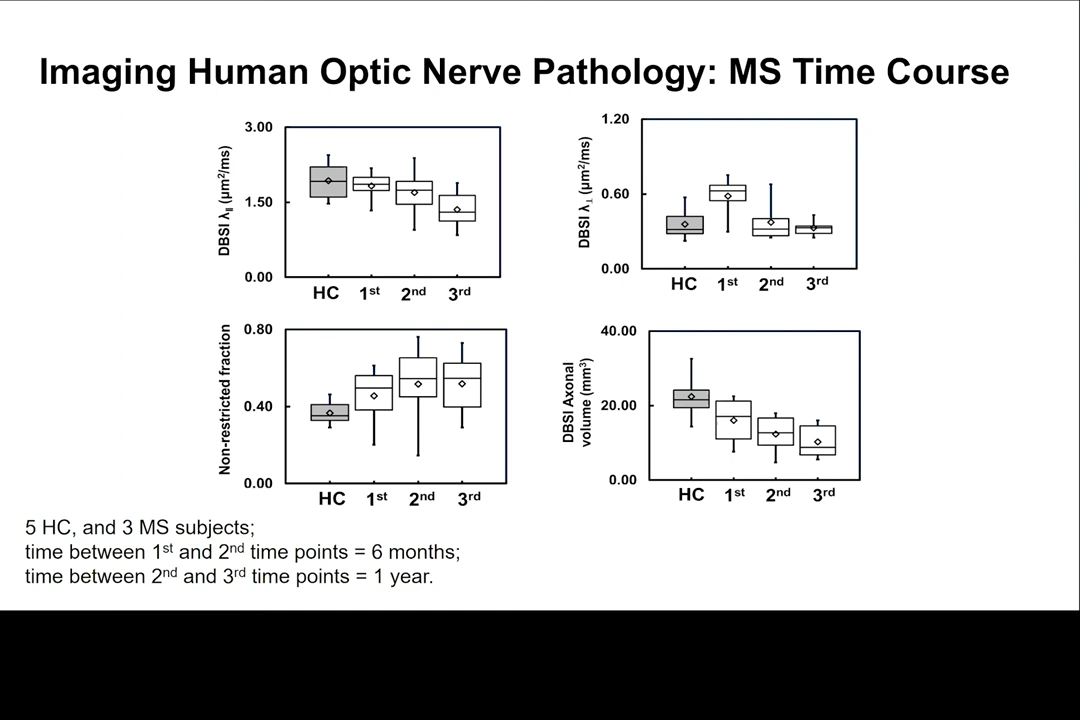 Imaging Human Optic Nerve Pathology: MS Time Course
DBSI λ∥ (μm²/ms)
3.00
1.50
0.00
HC 1st 2nd 3rd
DBSI λ⊥ (μm²/ms)
1.20
0.60
0.00
HC 1st 2nd 3rd
Non-restricted fraction
0.80
0.40
0.00
HC 1st 2nd 3rd
DBSI Axonal
volume (mm³)
40.00
20.00
0.00
HC 1st 2nd 3rd
5 HC, and 3 MS subjects;
time between 1st and 2nd time points = 6 months;
time between 2nd and 3rd time points = 1 year.